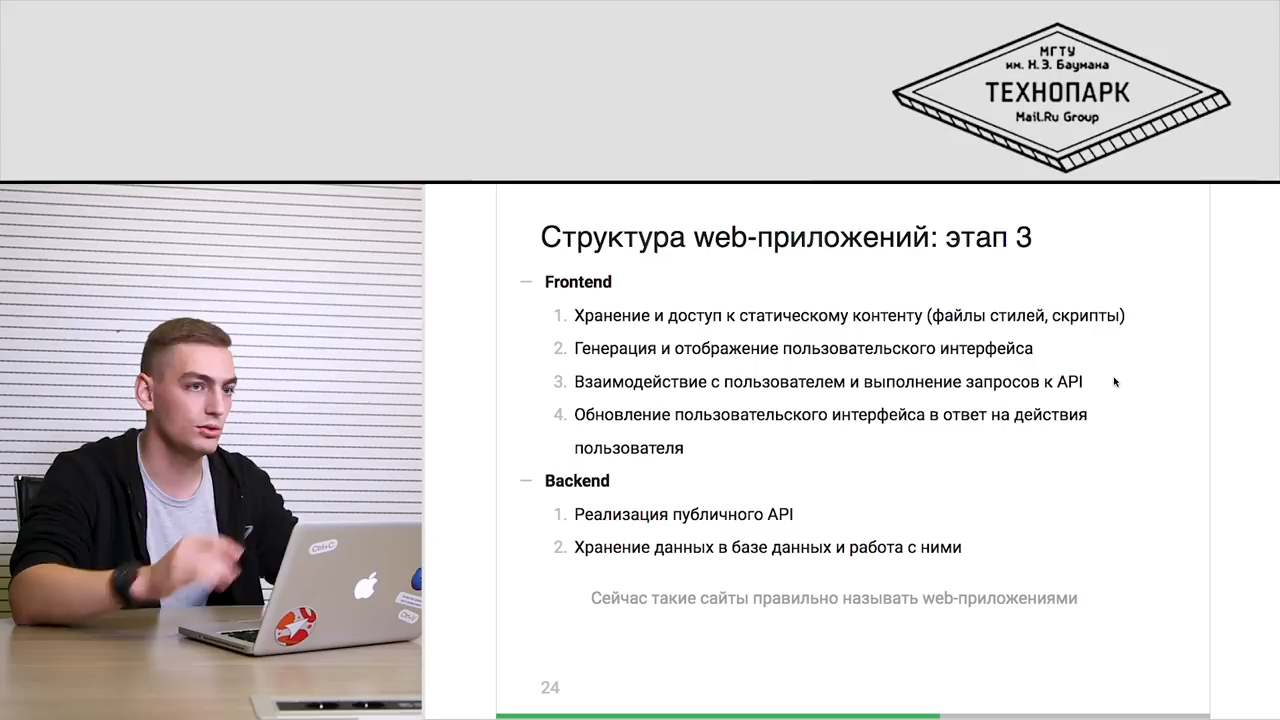 МГТУ
им. Н.Э. Баумана
ТЕХНОПАРК
Mail.Ru Group
Структура web-приложений: этап 3
— Frontend
1. Хранение и доступ к статическому контенту (файлы стилей, скрипты)
2. Генерация и отображение пользовательского интерфейса
3. Взаимодействие с пользователем и выполнение запросов к API
4. Обновление пользовательского интерфейса в ответ на действия
пользователя
— Backend
1. Реализация публичного API
2. Хранение данных в базе данных и работа с ними
Сейчас такие сайты правильно называть web-приложениями
24
Ctrl+C
Ctrl+V